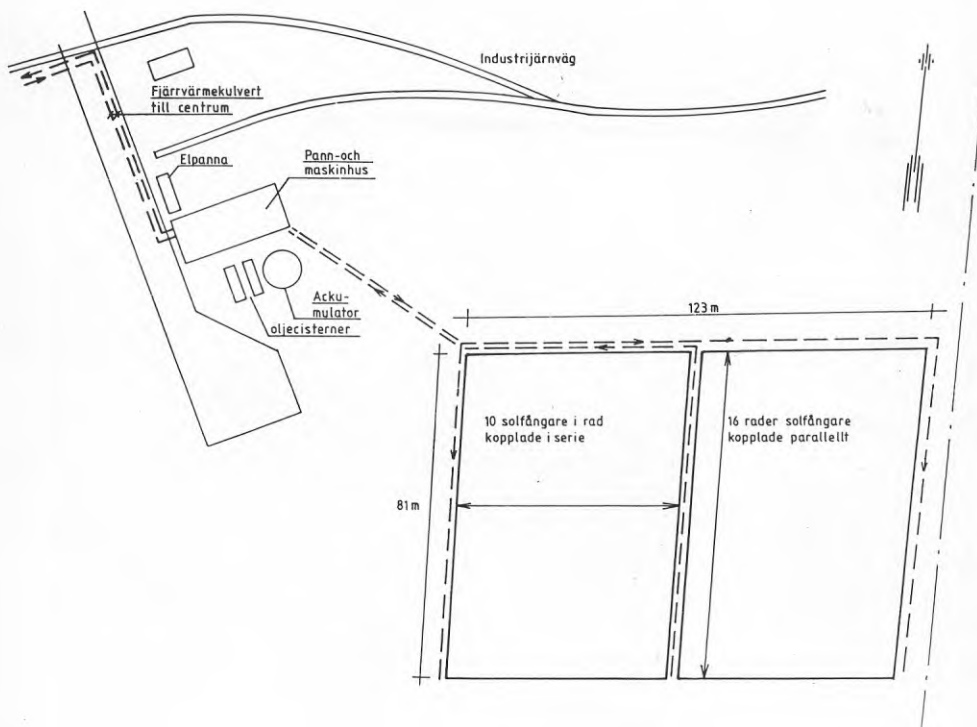 Industrijärnväg
Fjärrvärmekulvert
till centrum
Elpanna
Pann-och
maskinhus
Acku-
mulator
oljecisterner
123 m
10 solfångare i rad
kopplade i serie
16 rader solfångare
kopplade parallellt
81 m